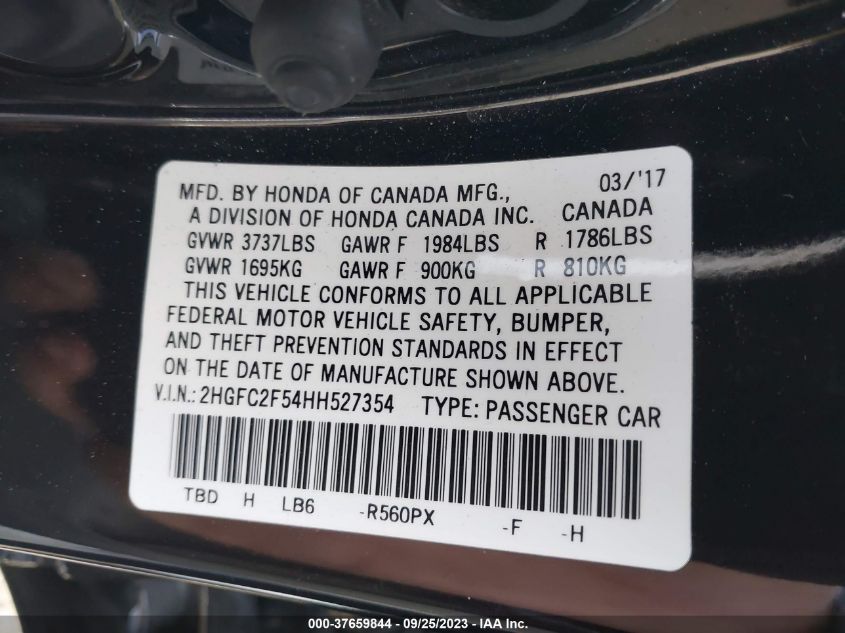 MFD. BY HONDA OF CANADA MFG., 03/'17
A DIVISION OF HONDA CANADA INC. CANADA
GVWR 3737LBS GAWR F 1984LBS R 1786LBS
GVWR 1695KG GAWR F 900KG R 810KG
THIS VEHICLE CONFORMS TO ALL APPLICABLE
FEDERAL MOTOR VEHICLE SAFETY, BUMPER,
AND THEFT PREVENTION STANDARDS IN EFFECT
ON THE DATE OF MANUFACTURE SHOWN ABOVE.
V.I.N.: 2HGFC2F54HH527354 TYPE: PASSENGER CAR
TBD H LB6 -R560PX -F -H
000-37659844 / 09/25/2023 - IAA Inc.